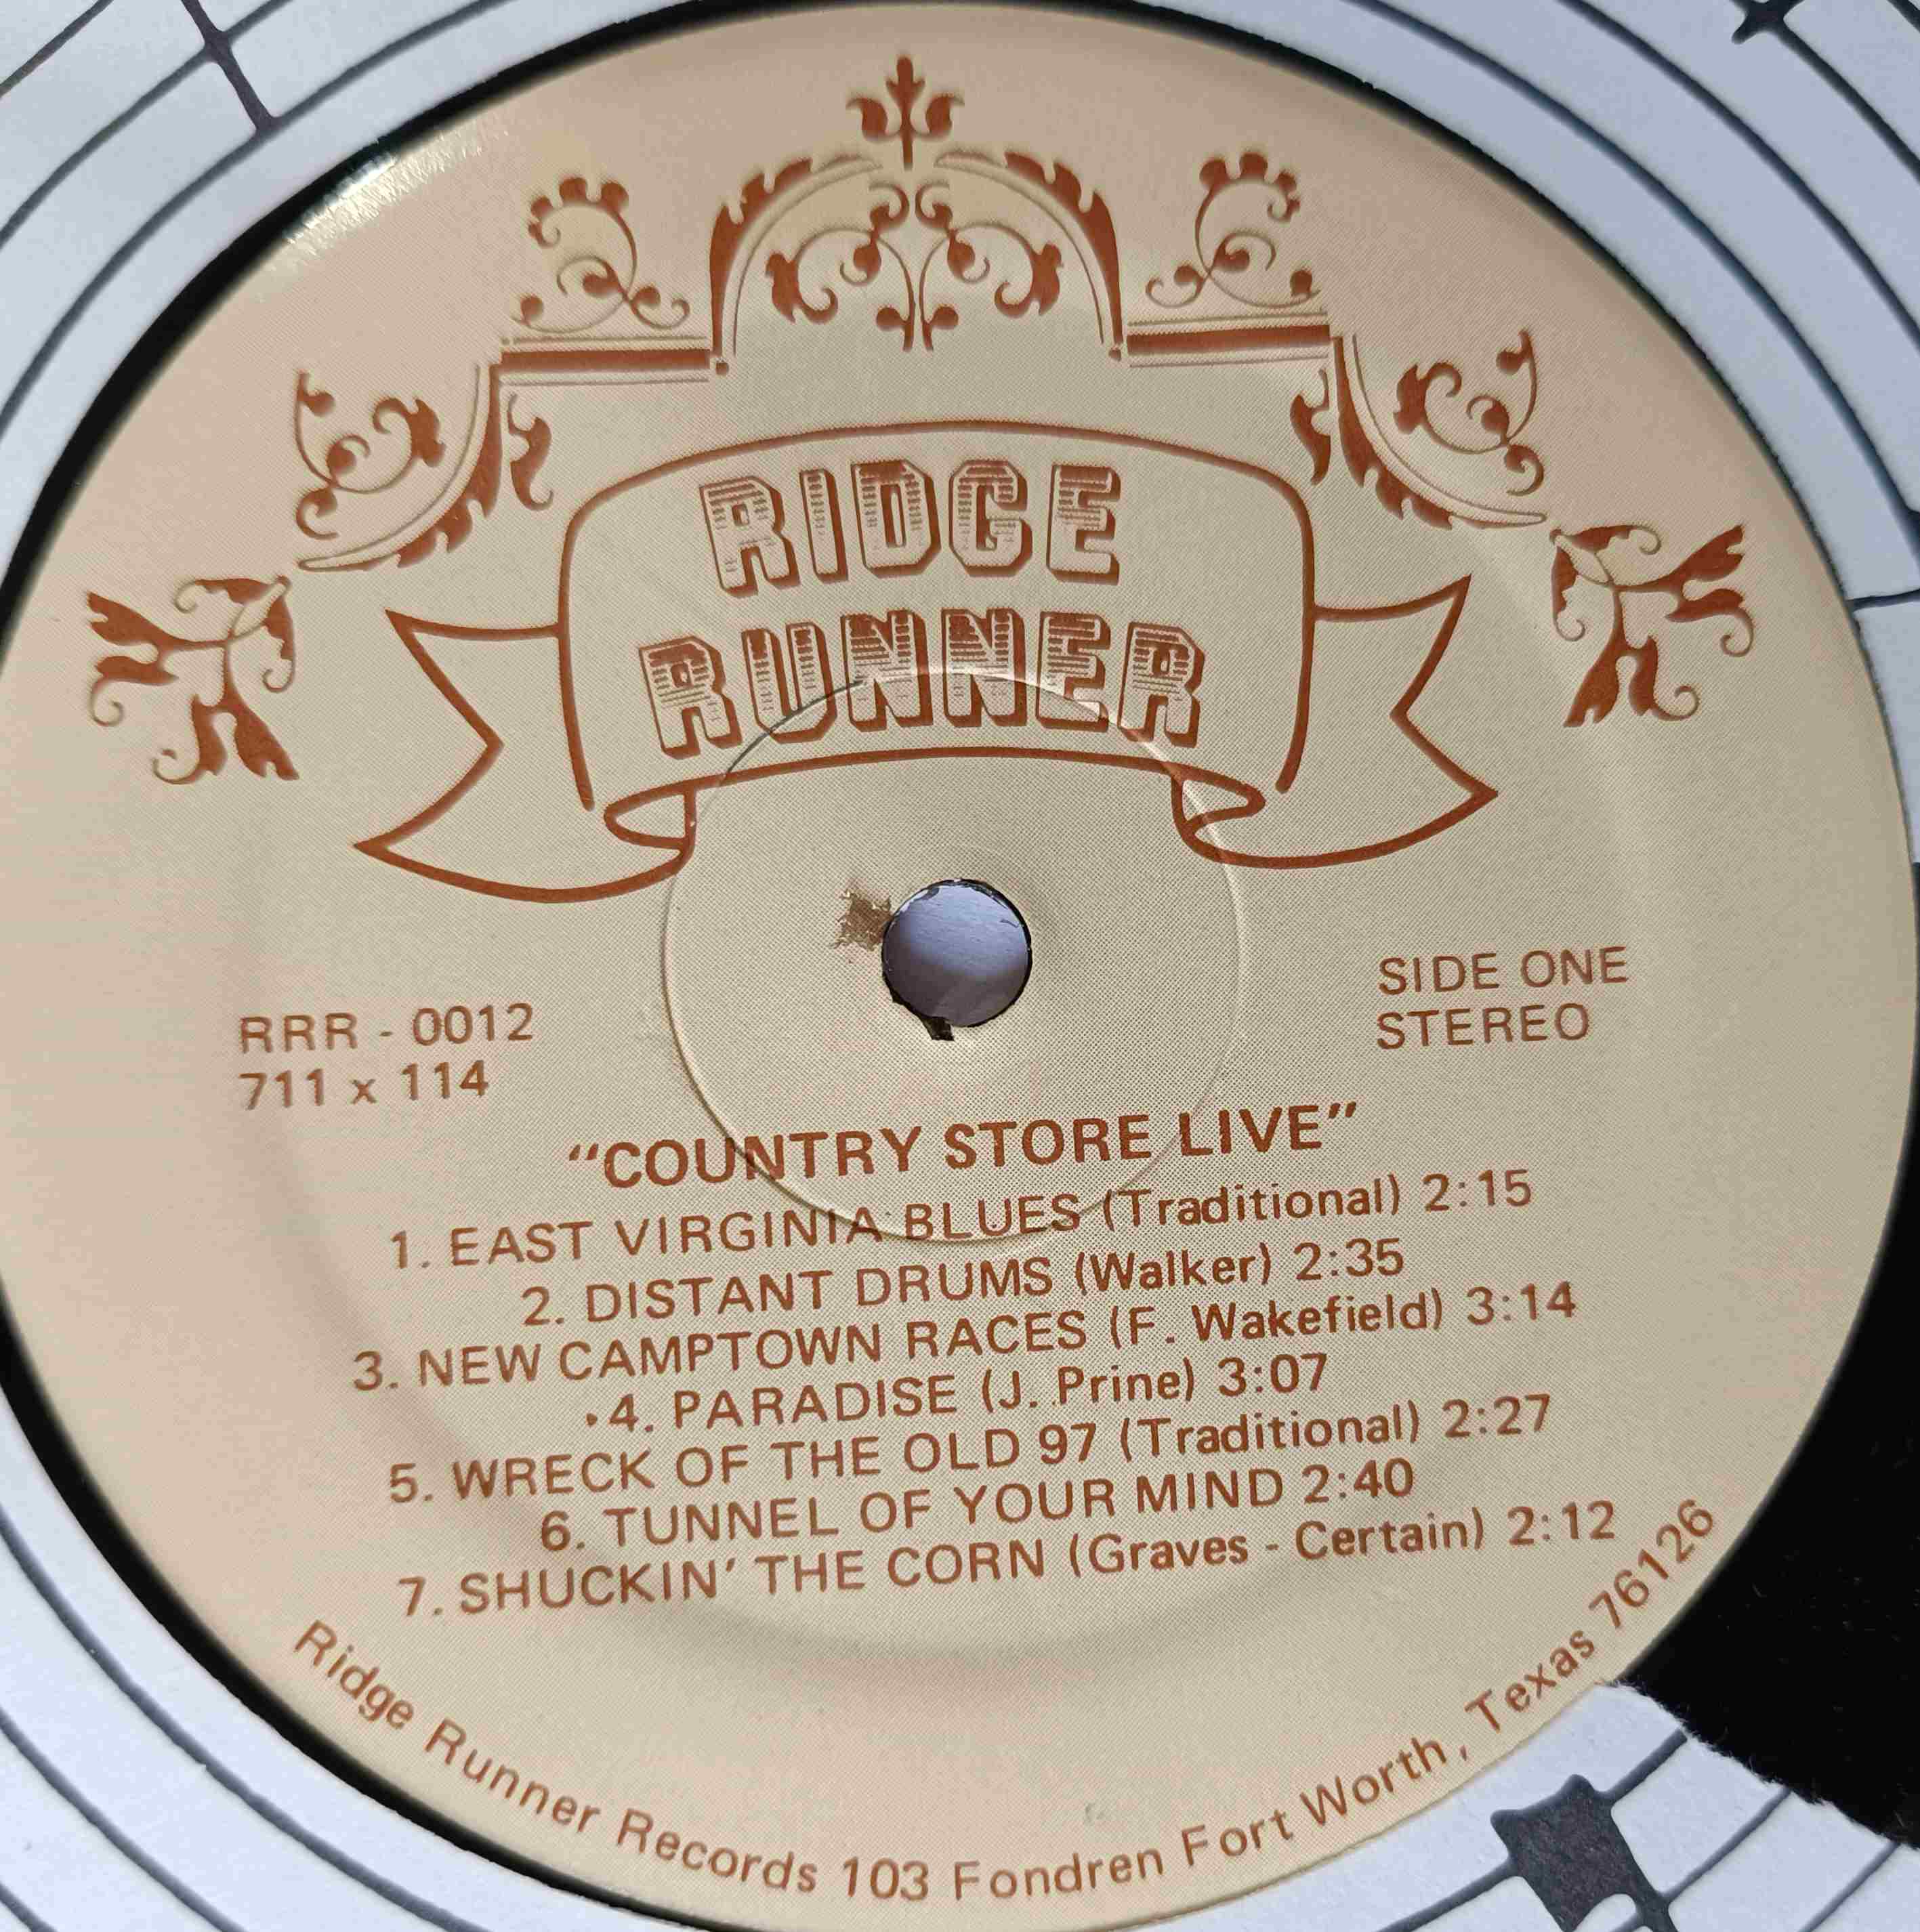 RIDGE
RUNNER
RRR - 0012
711 x 114
SIDE ONE
STEREO
"COUNTRY STORE LIVE"
1. EAST VIRGINIA BLUES (Traditional) 2:15
2. DISTANT DRUMS (Walker) 2:35
3. NEW CAMPTOWN RACES (F. Wakefield) 3:14
4. PARADISE (J. Prine) 3:07
5. WRECK OF THE OLD 97 (Traditional) 2:27
6. TUNNEL OF YOUR MIND 2:40
7. SHUCKIN' THE CORN (Graves - Certain) 2:12
Ridge Runner Records 103 Fondren Fort Worth, Texas 76126